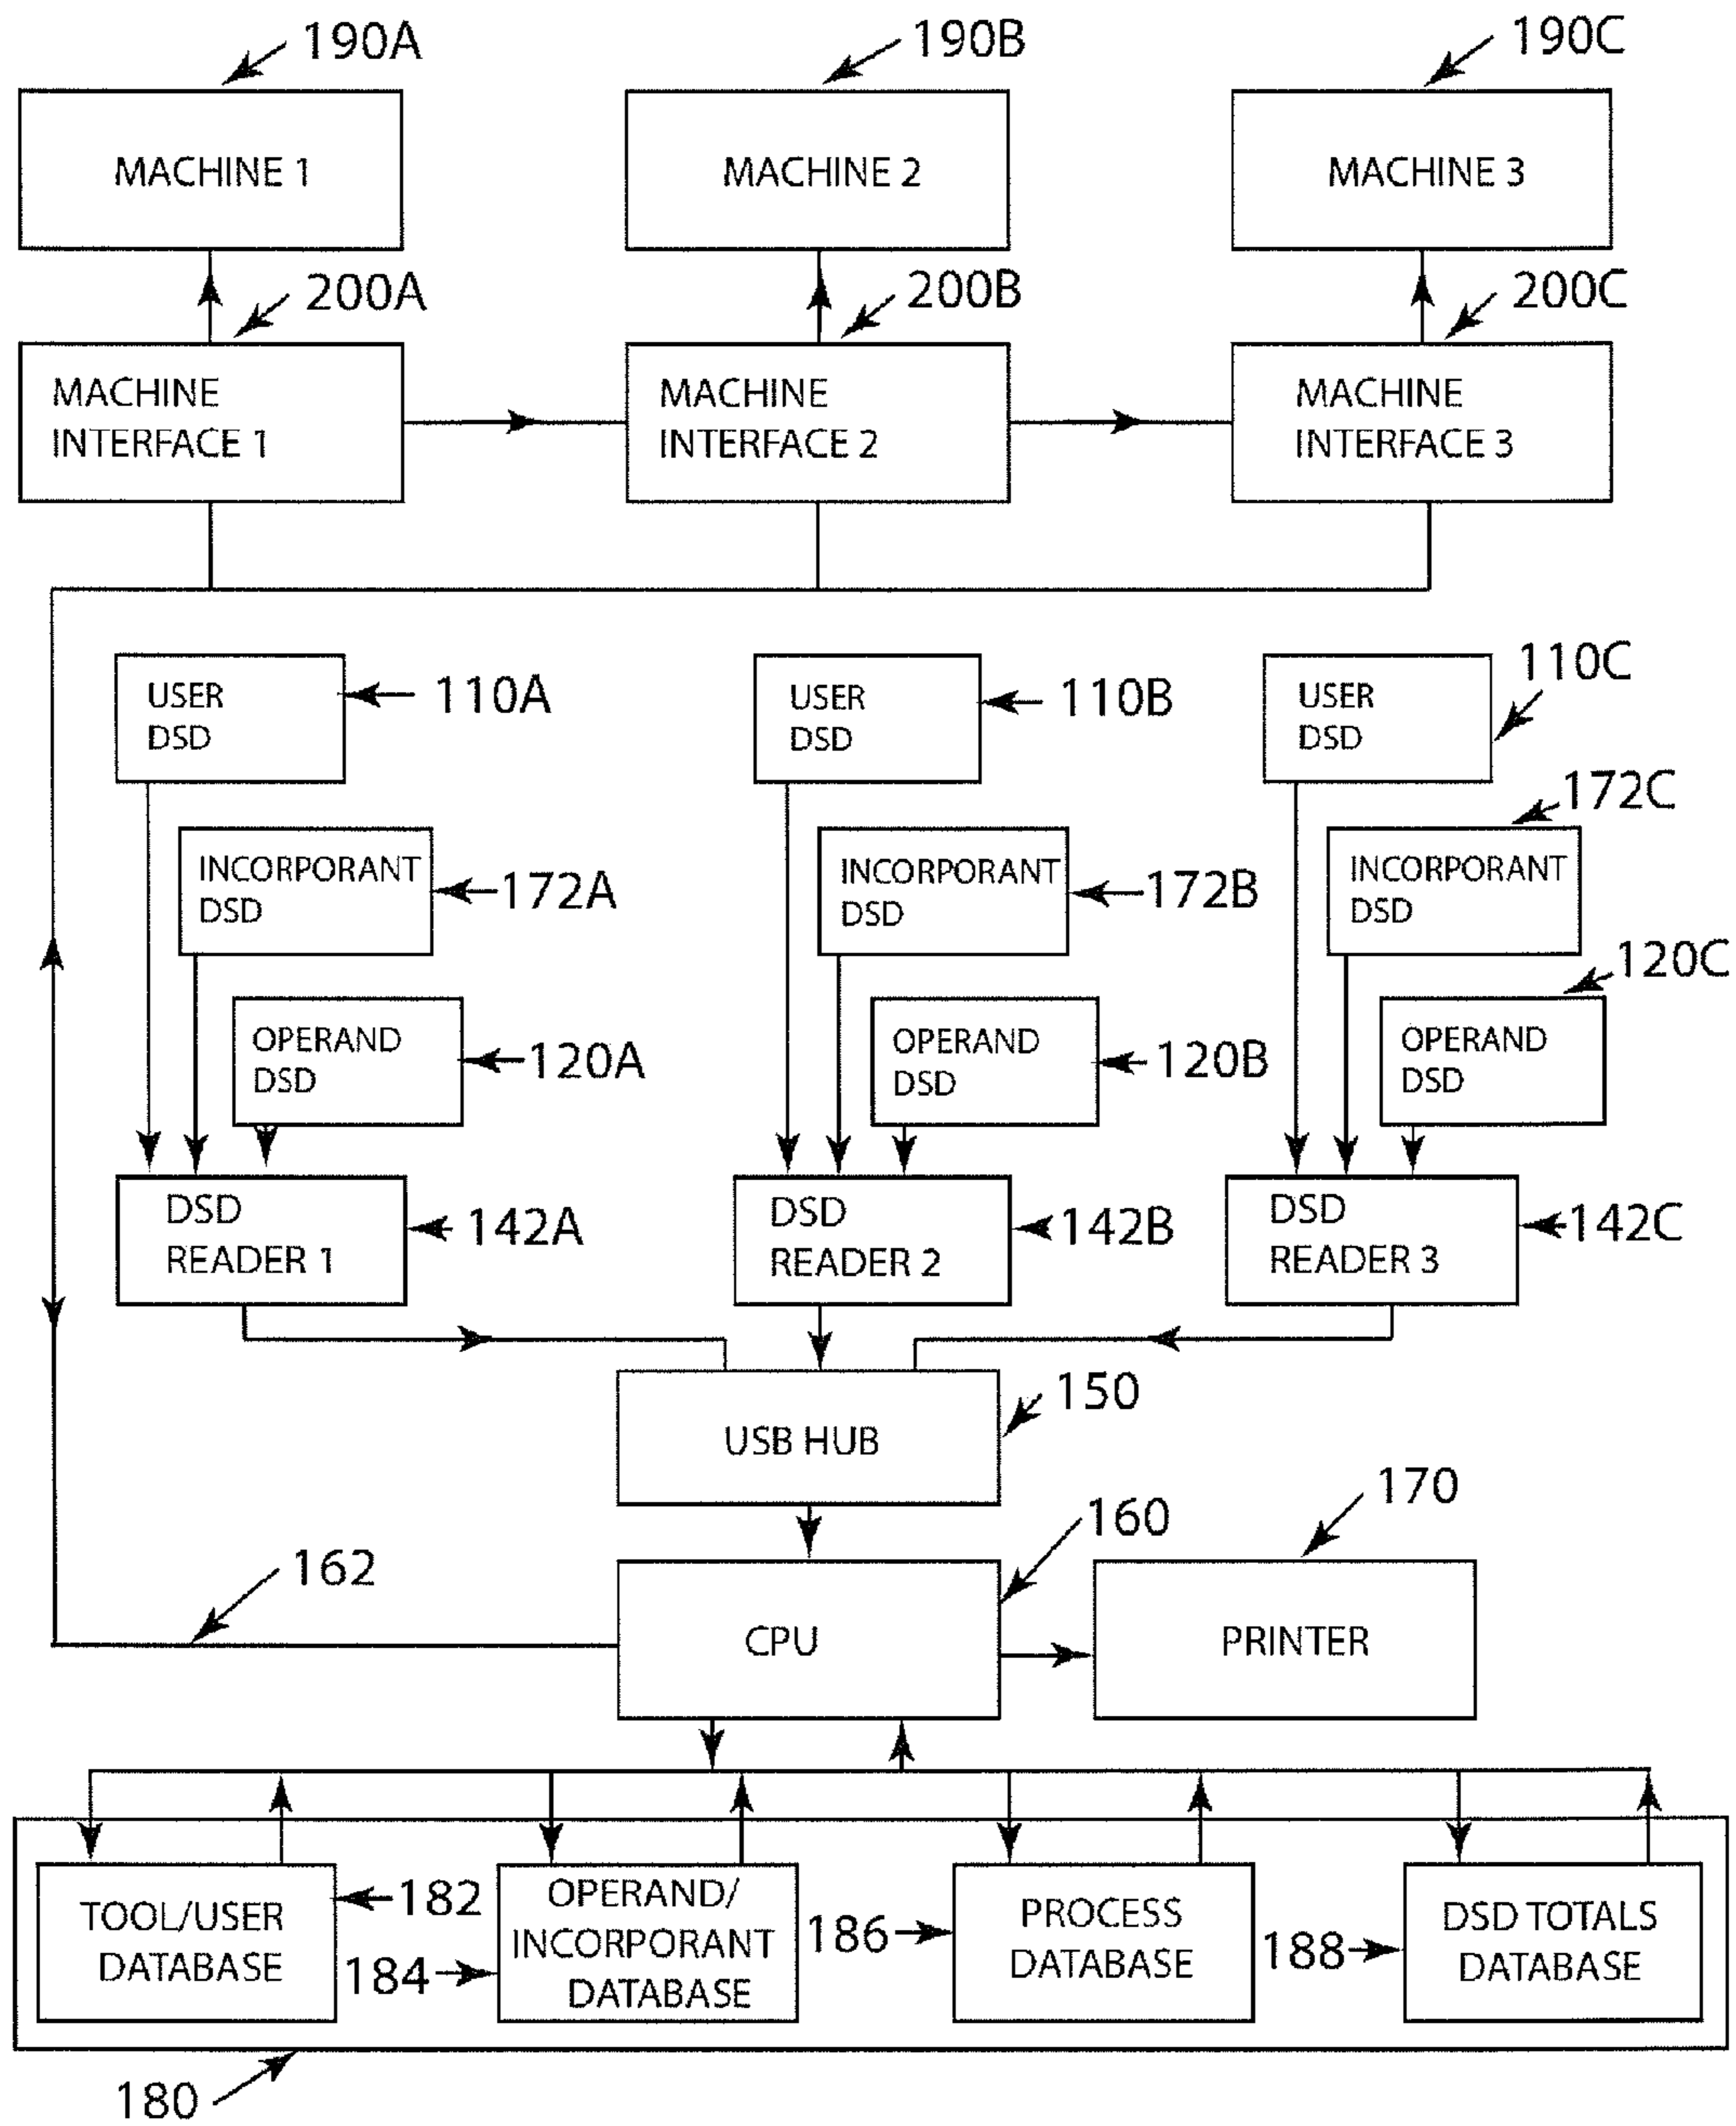 190A
190B
190C
MACHINE 1
MACHINE 2
MACHINE 3
200A
200B
200C
MACHINE
INTERFACE 1
MACHINE
INTERFACE 2
MACHINE
INTERFACE 3
USER
DSD
110A
USER
DSD
110B
USER
DSD
110C
INCORPORANT
DSD
172A
INCORPORANT
DSD
172B
INCORPORANT
DSD
172C
OPERAND
DSD
120A
OPERAND
DSD
120B
OPERAND
DSD
120C
DSD
READER 1
142A
DSD
READER 2
142B
DSD
READER 3
142C
USB HUB
150
CPU
160
PRINTER
170
162
TOOL/USER
DATABASE
182
OPERAND/
INCORPORANT
DATABASE
184
PROCESS
DATABASE
186
DSD TOTALS
DATABASE
188
180